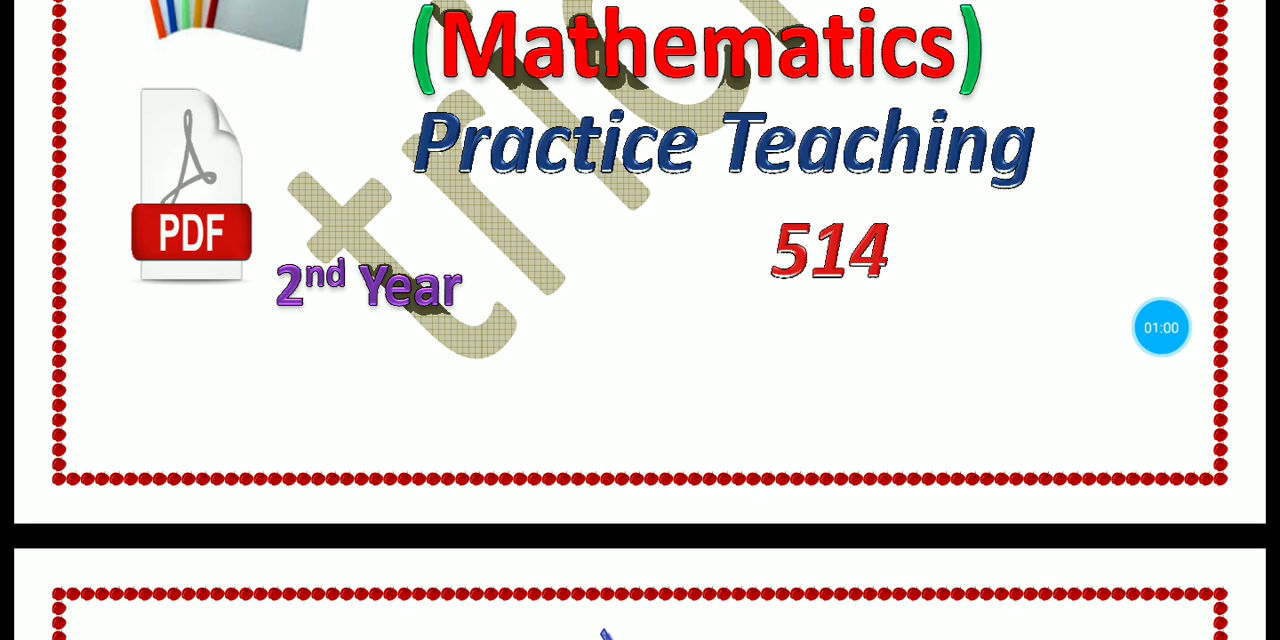 (Mathematics)
Practice Teaching
PDF
514
2nd Year
01:00